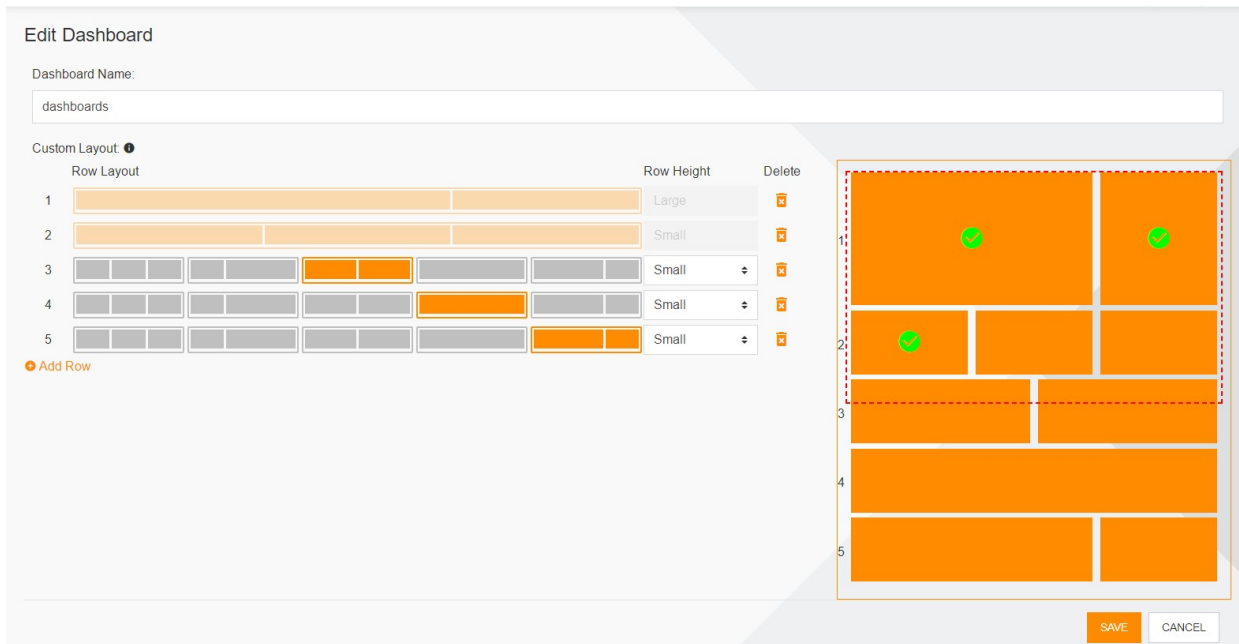 Edit Dashboard
Dashboard Name:
dashboards
Custom Layout:
Row Layout Row Height Delete
1 Large
2 Small
3 Small
4 Small
5 Small
Add Row
1
2
3
4
5
SAVE CANCEL